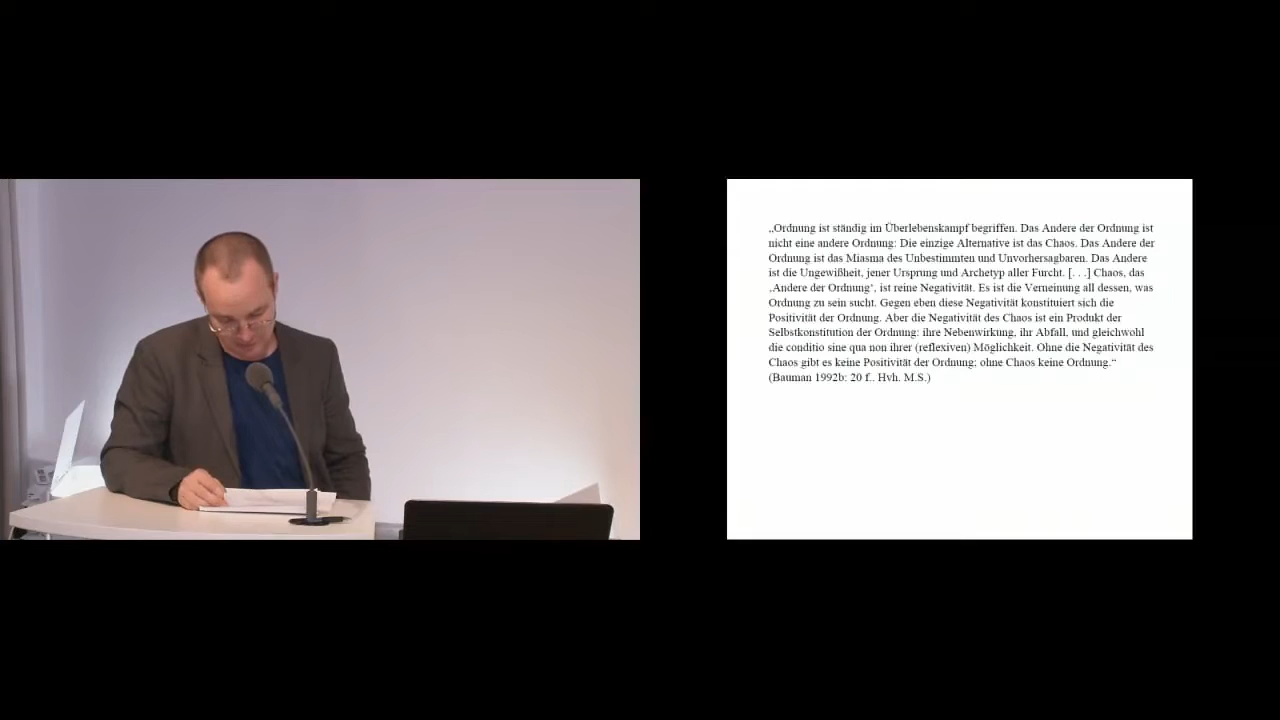 „Ordnung ist ständig im Überlebenskampf begriffen. Das Andere der Ordnung ist
nicht eine andere Ordnung: Die einzige Alternative ist das Chaos. Das Andere der
Ordnung ist das Miasma des Unbestimmten und Unvorhersagbaren. Das Andere
ist die Ungewißheit, jener Ursprung und Archetyp aller Furcht. [. . .] Chaos, das
‚Andere der Ordnung‘, ist reine Negativität. Es ist die Verneinung all dessen, was
Ordnung zu sein sucht. Gegen eben diese Negativität konstituiert sich die
Positivität der Ordnung. Aber die Negativität des Chaos ist ein Produkt der
Selbstkonstitution der Ordnung: ihre Nebenwirkung, ihr Abfall, und gleichwohl
die conditio sine qua non ihrer (reflexiven) Möglichkeit. Ohne die Negativität des
Chaos gibt es keine Positivität der Ordnung; ohne Chaos keine Ordnung.“
(Bauman 1992b: 20 f.. Hvh. M.S.)